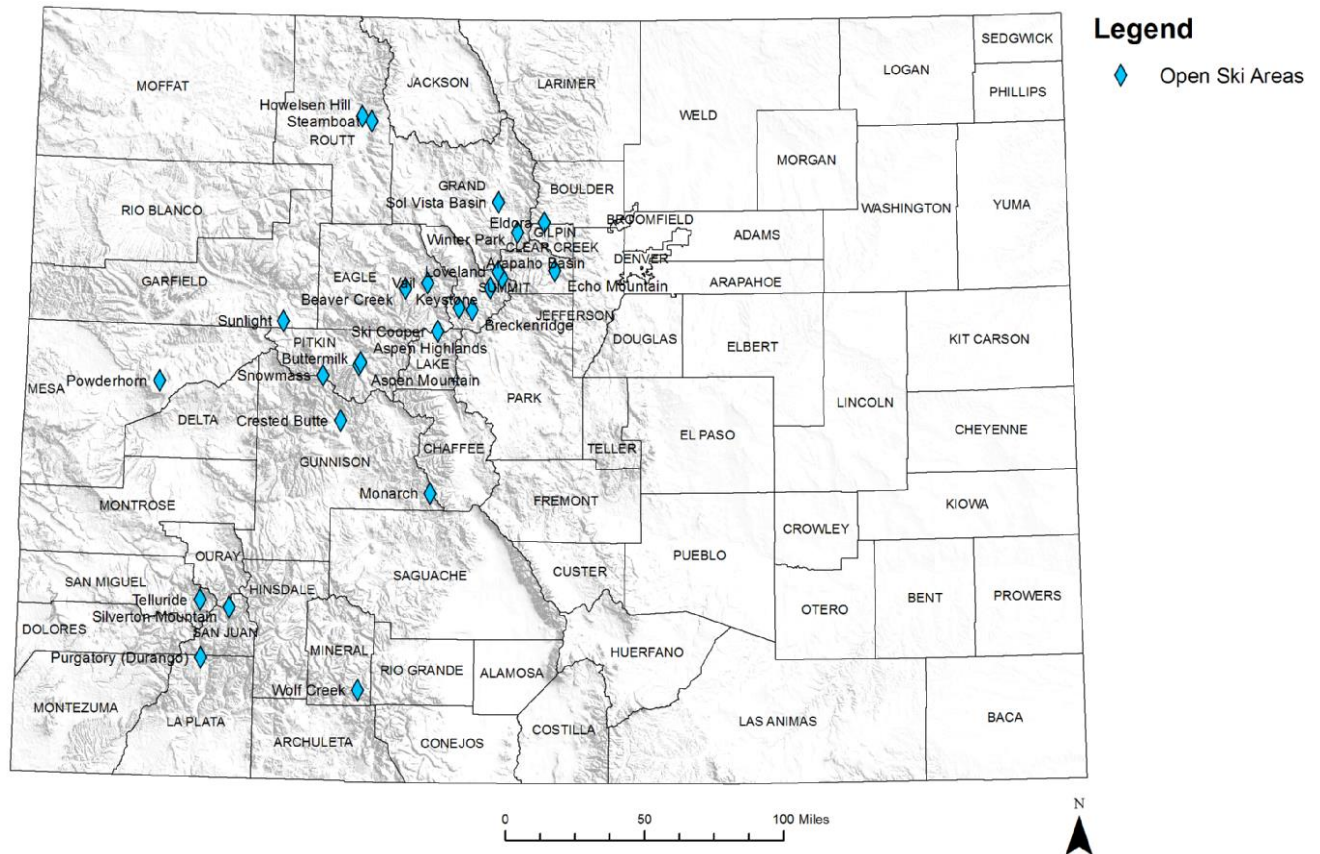 Legend
Open Ski Areas
SEDGWICK
LOGAN
PHILLIPS
MOFFAT
JACKSON
LARIMER
WELD
Howelsen Hill
Steamboat
ROUTT
MORGAN
GRAND
Sol Vista Basin
BOULDER
RIO BLANCO
WASHINGTON
YUMA
Eldora
BROOMFIELD
Winter Park
GILPIN
ADAMS
CLEAR CREEK
DENVER
Arapaho Basin
EAGLE
Loveland
GARFIELD
Vail
SUMMIT
Echo Mountain
ARAPAHOE
Beaver Creek
Keystone
JEFFERSON
Sunlight
Ski Cooper
Breckenridge
PITKIN
Aspen Highlands
DOUGLAS
ELBERT
KIT CARSON
Buttermilk
LAKE
Snowmass
Aspen Mountain
Powderhorn
MESA
PARK
LINCOLN
DELTA
Crested Butte
CHEYENNE
EL PASO
TELLER
CHAFFEE
GUNNISON
Monarch
FREMONT
MONTROSE
KIOWA
CROWLEY
OURAY
PUEBLO
SAN MIGUEL
HINSDALE
SAGUACHE
CUSTER
Telluride
BENT
PROWERS
OTERO
Silverton Mountain
DOLORES
SAN JUAN
MINERAL
HUERFANO
Purgatory (Durango)
RIO GRANDE
ALAMOSA
Wolf Creek
MONTEZUMA
LA PLATA
LAS ANIMAS
BACA
COSTILLA
ARCHULETA
CONEJOS
N
0
50
100 Miles